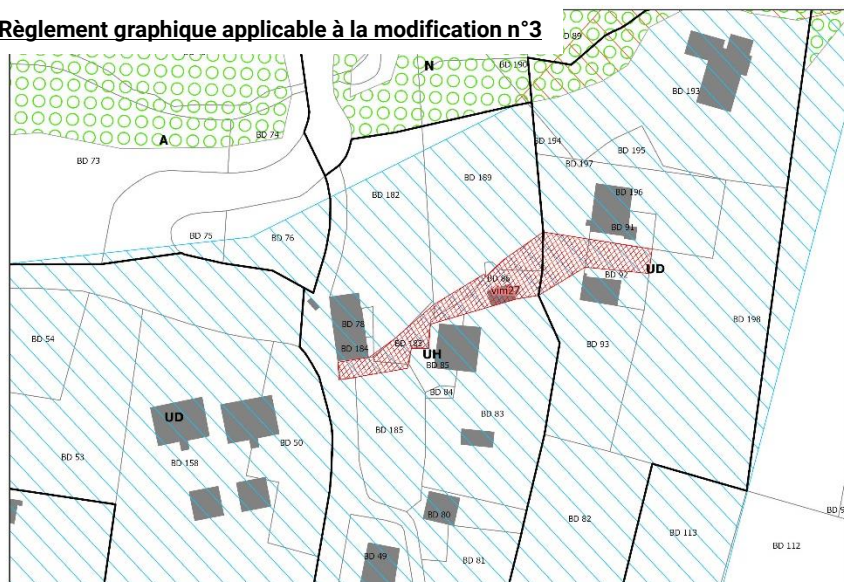 Règlement graphique applicable à la modification n°3
BD 89
N
BD 190
BD 193
BD 74
A
BD 73
BD 194
BD 195
BD 197
BD 189
BD 182
BD 196
BD 91
BD 75
BD 76
BD 92
UD
BD 86
vim27
BD 198
BD 78
BD 54
BD 184
UH
BD 85
BD 93
BD 84
BD 83
UD
BD 185
BD 50
BD 53
BD 158
BD 80
BD 82
BD 113
BD 112
BD 49
BD 81